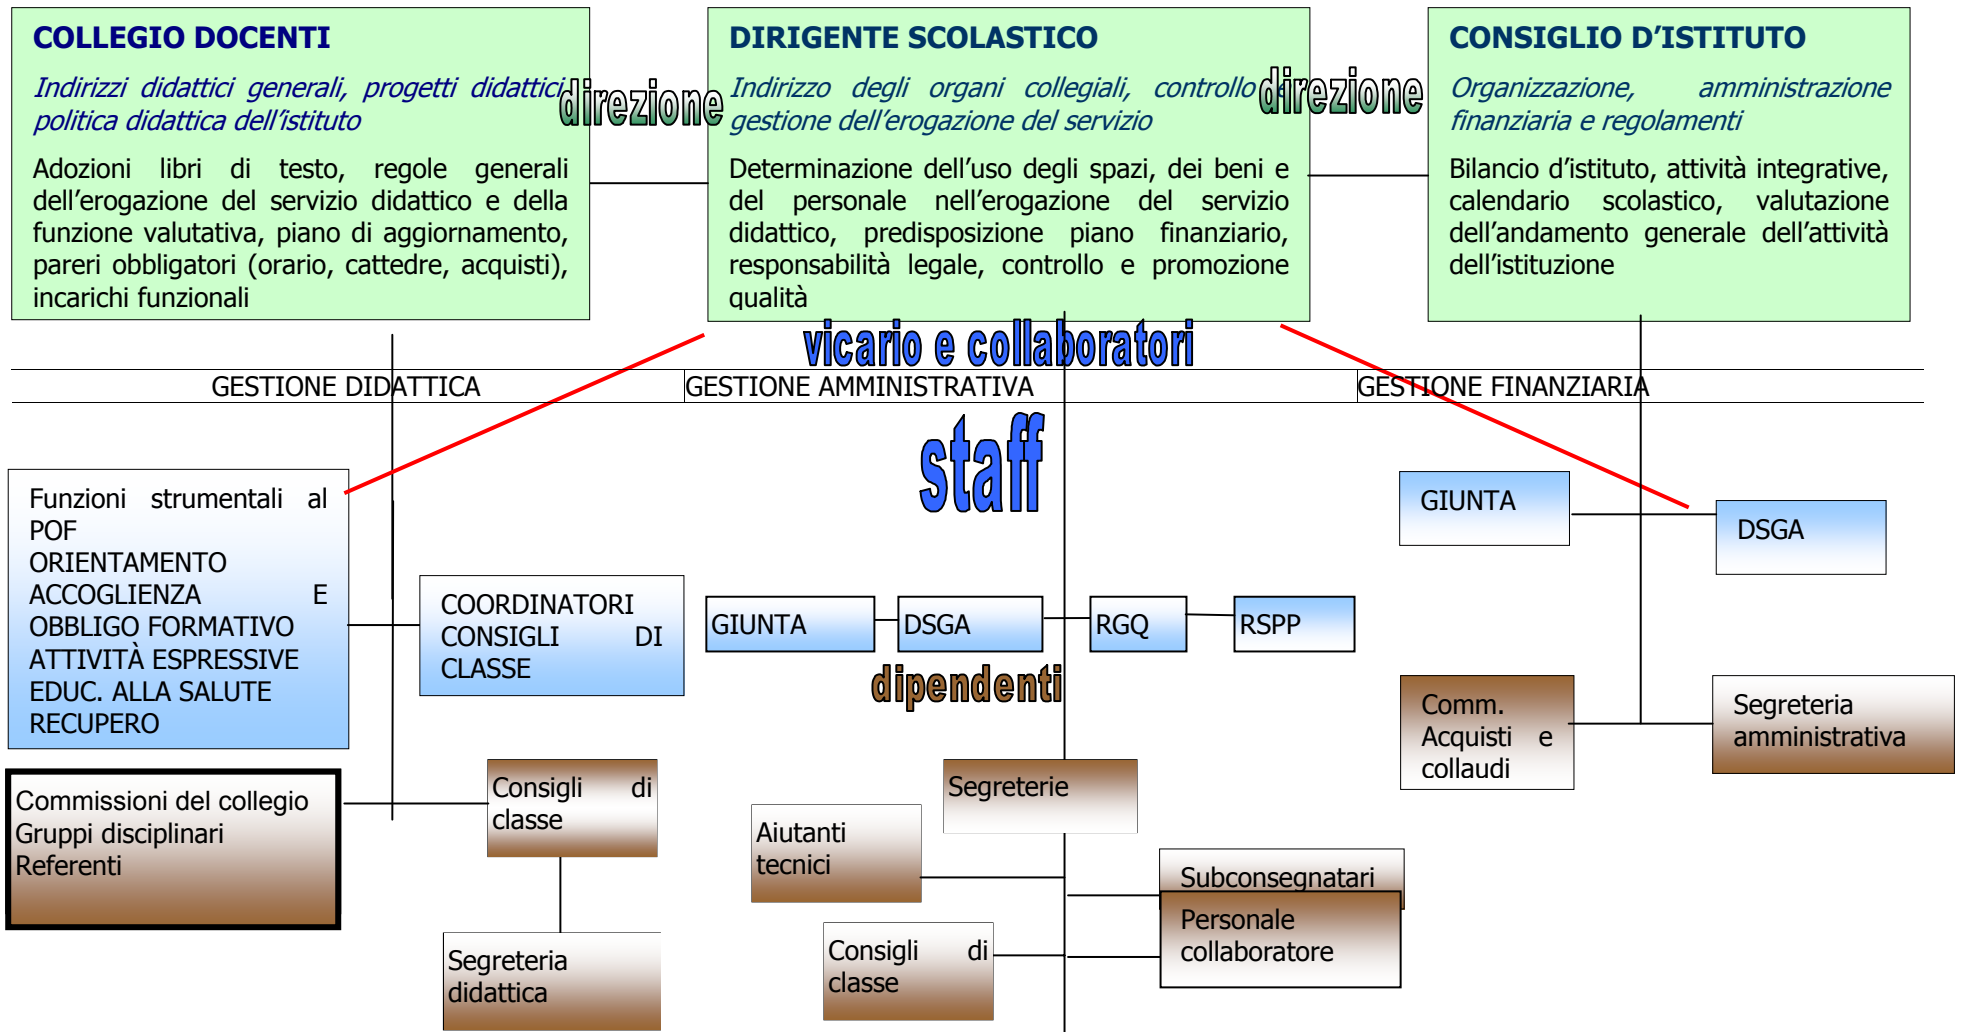 COLLEGIO DOCENTI
Indirizzi didattici generali, progetti didattici,
politica didattica dell'istituto
Adozioni libri di testo, regole generali
dell'erogazione del servizio didattico e della
funzione valutativa, piano di aggiornamento,
pareri obbligatori (orario, cattedre, acquisti),
incarichi funzionali
direzione
DIRIGENTE SCOLASTICO
Indirizzo degli organi collegiali, controllo e
gestione dell'erogazione del servizio
Determinazione dell'uso degli spazi, dei beni e
del personale nell'erogazione del servizio
didattico, predisposizione piano finanziario,
responsabilità legale, controllo e promozione
qualità
direzione
CONSIGLIO D'ISTITUTO
Organizzazione, amministrazione
finanziaria e regolamenti
Bilancio d'istituto, attività integrative,
calendario scolastico, valutazione
dell'andamento generale dell'attività
dell'istituzione
vicario e collaboratori
GESTIONE DIDATTICA
GESTIONE AMMINISTRATIVA
GESTIONE FINANZIARIA
staff
Funzioni strumentali al
POF
ORIENTAMENTO
ACCOGLIENZA E
OBBLIGO FORMATIVO
ATTIVITÀ ESPRESSIVE
EDUC. ALLA SALUTE
RECUPERO
COORDINATORI
CONSIGLI DI
CLASSE
GIUNTA
DSGA
RGQ
RSPP
GIUNTA
DSGA
dipendenti
Commissioni del collegio
Gruppi disciplinari
Referenti
Consigli di
classe
Segreteria
didattica
Segreterie
Aiutanti
tecnici
Subconsegnatari
Personale
collaboratore
Consigli di
classe
Comm.
Acquisti e
collaudi
Segreteria
amministrativa